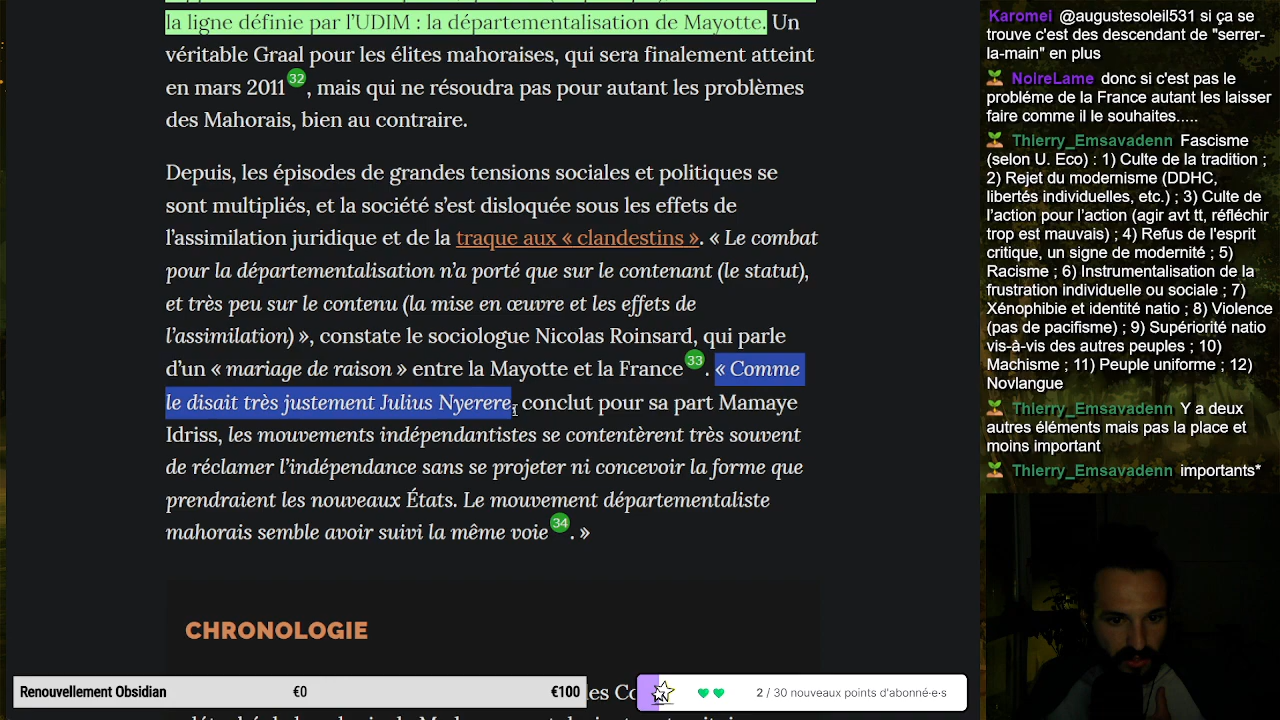 la ligne définie par l’UDIM : la départementalisation de Mayotte. Un
véritable Graal pour les élites mahoraises, qui sera finalement atteint
en mars 2011 32, mais qui ne résoudra pas pour autant les problèmes
des Mahorais, bien au contraire.
Depuis, les épisodes de grandes tensions sociales et politiques se
sont multipliés, et la société s’est disloquée sous les effets de
l’assimilation juridique et de la traque aux « clandestins ». « Le combat
pour la départementalisation n’a porté que sur le contenant (le statut),
et très peu sur le contenu (la mise en œuvre et les effets de
l’assimilation) », constate le sociologue Nicolas Roinsard, qui parle
d’un « mariage de raison » entre la Mayotte et la France 33. « Comme
le disait très justement Julius Nyerere, conclut pour sa part Mamaye
Idriss, les mouvements indépendantistes se contentèrent très souvent
de réclamer l’indépendance sans se projeter ni concevoir la forme que
prendraient les nouveaux États. Le mouvement départementaliste
mahorais semble avoir suivi la même voie 34. »
CHRONOLOGIE
Renouvellement Obsidian €0 €100
2 / 30 nouveaux points d'abonné·e·s
Karomei @augustesoleil531 si ça se
trouve c'est des descendant de "serrer-
la-main" en plus
NoireLame donc si c'est pas le
probléme de la France autant les laisser
faire comme il le souhaites.....
Thierry_Emsavadenn Fascisme
(selon U. Eco) : 1) Culte de la tradition ;
2) Rejet du modernisme (DDHC,
libertés individuelles, etc.) ; 3) Culte de
l'action pour l'action (agir avt tt, réfléchir
trop est mauvais) ; 4) Refus de l'esprit
critique, un signe de modernité ; 5)
Racisme ; 6) Instrumentalisation de la
frustration individuelle ou sociale ; 7)
Xénophibie et identité natio ; 8) Violence
(pas de pacifisme) ; 9) Supériorité natio
vis-à-vis des autres peuples ; 10)
Machisme ; 11) Peuple uniforme ; 12)
Novlangue
Thierry_Emsavadenn Y a deux
autres éléments mais pas la place et
moins important
Thierry_Emsavadenn importants*